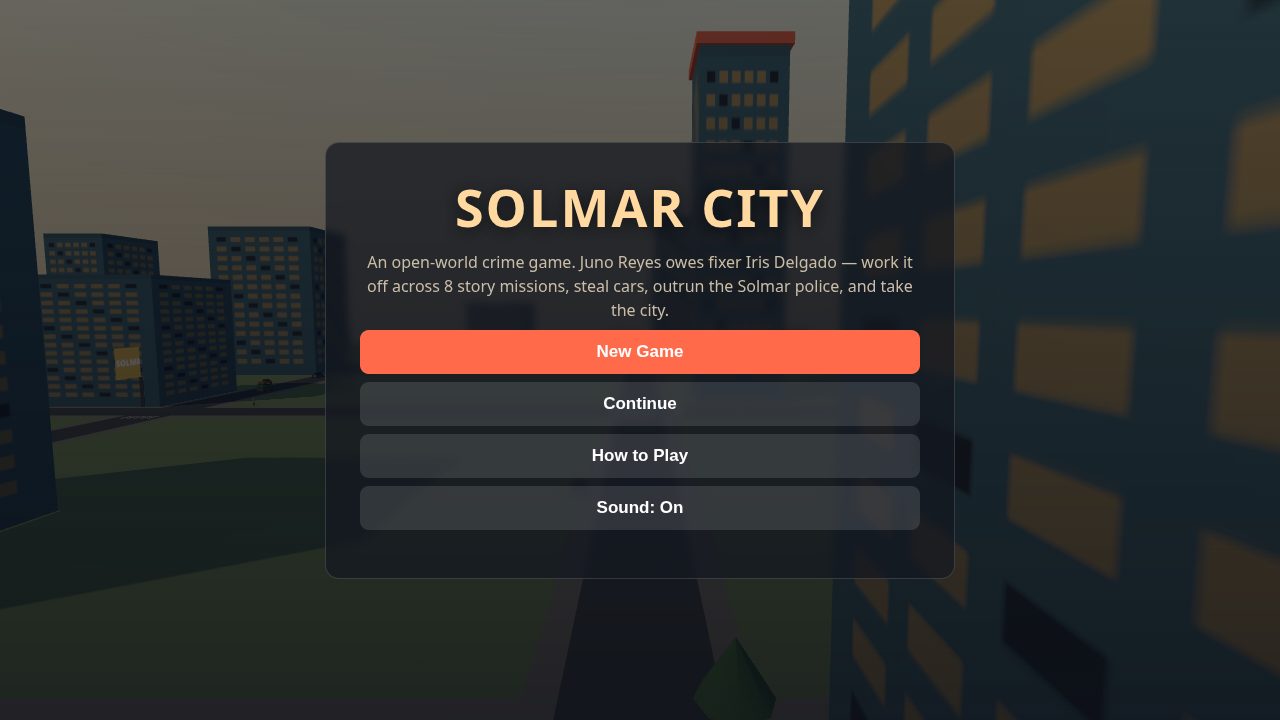 SOLMAR CITY
An open-world crime game. Juno Reyes owes fixer Iris Delgado — work it
off across 8 story missions, steal cars, outrun the Solmar police, and take
the city.
New Game
Continue
How to Play
Sound: On
SOLMA